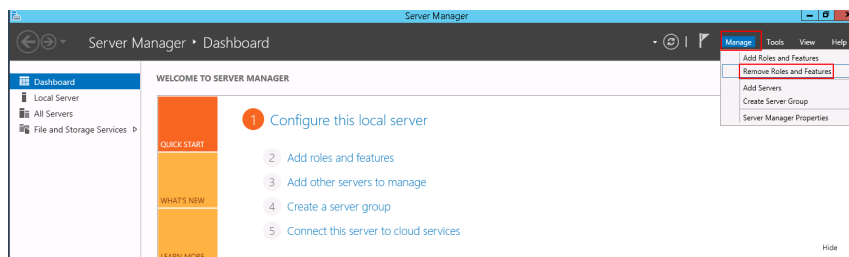 Server Manager
Server Manager • Dashboard
Manage Tools View Help
Add Roles and Features
Remove Roles and Features
Add Servers
Create Server Group
Server Manager Properties
Dashboard
Local Server
All Servers
File and Storage Services
WELCOME TO SERVER MANAGER
QUICK START
WHAT'S NEW
LEARN MORE
1 Configure this local server
2 Add roles and features
3 Add other servers to manage
4 Create a server group
5 Connect this server to cloud services
Hide